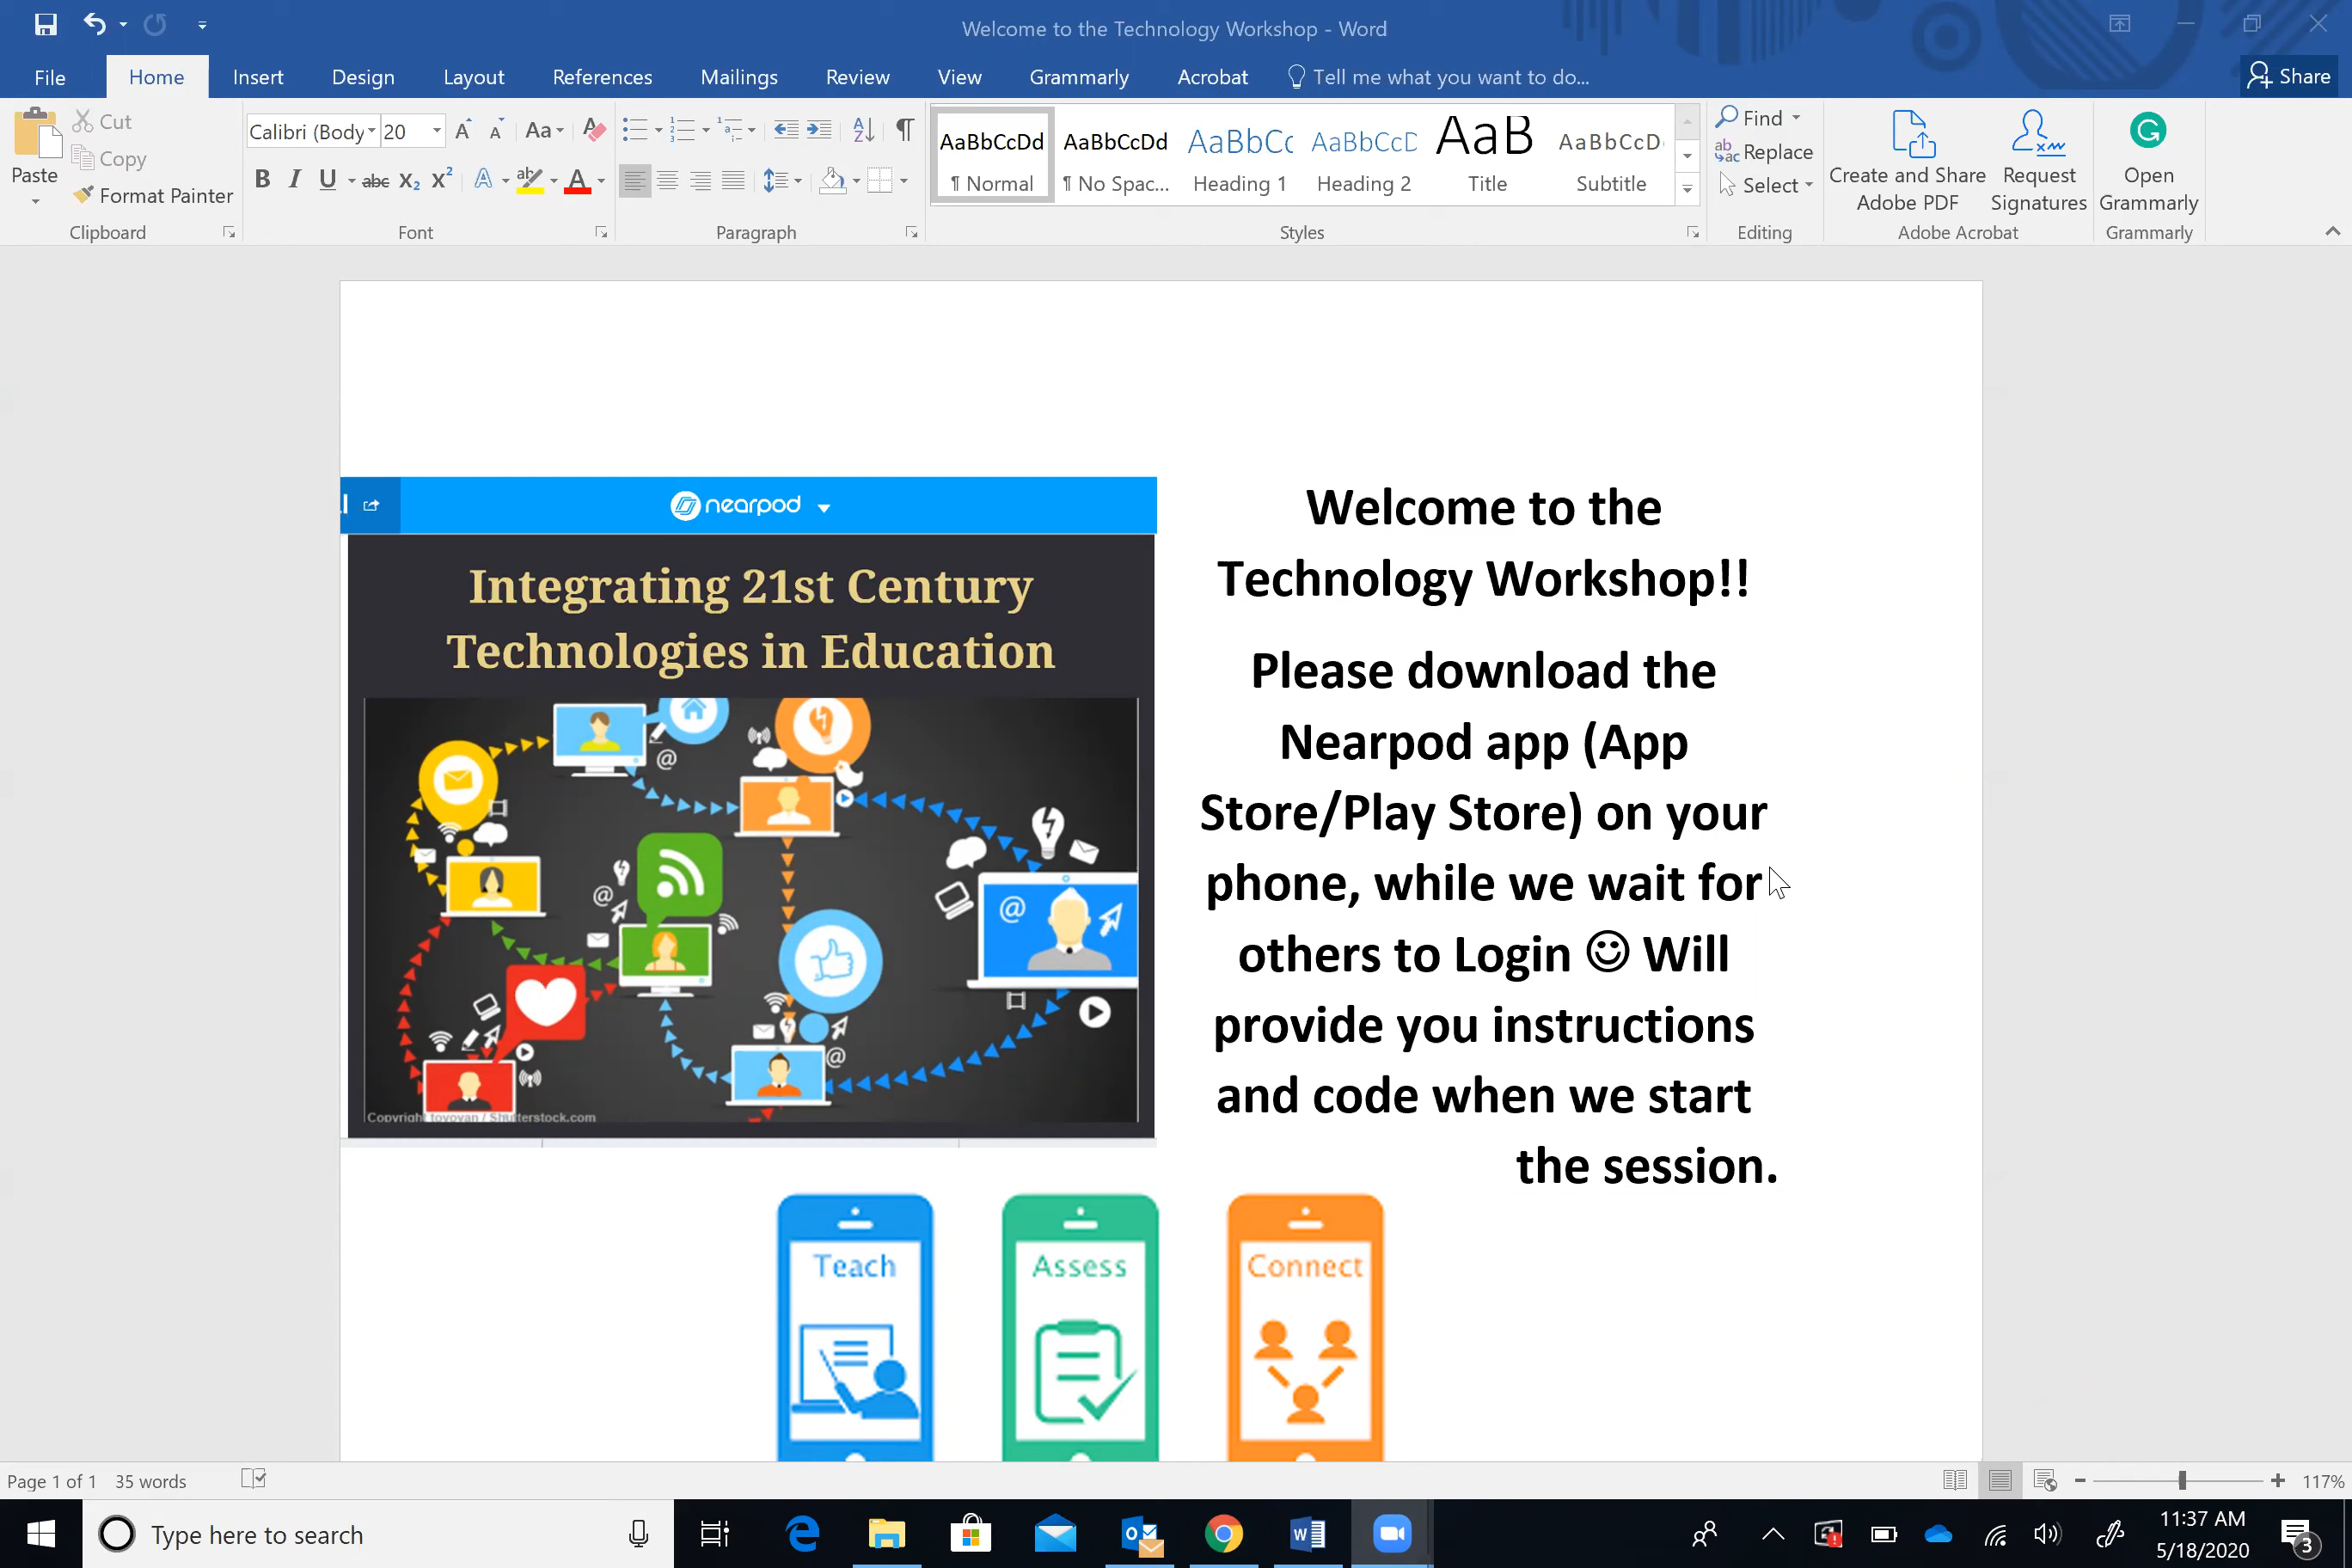 Welcome to the Technology Workshop - Word
File Home Insert Design Layout References Mailings Review View Grammarly Acrobat Tell me what you want to do... Share
Paste
Cut
Copy
Format Painter
Clipboard
Calibri (Body 20
Font
Paragraph
AaBbCcDd AaBbCcDd AaBbCc AaBbCcD AaB AaBbCcD
¶ Normal ¶ No Spac... Heading 1 Heading 2 Title Subtitle
Styles
Find
Replace
Select
Editing
Create and Share
Adobe PDF
Request
Signatures
Adobe Acrobat
Open
Grammarly
Grammarly
nearpod
Integrating 21st Century
Technologies in Education
Copyright tovovan / Shutterstock.com
Welcome to the
Technology Workshop!!
Please download the
Nearpod app (App
Store/Play Store) on your
phone, while we wait for
others to Login ☺ Will
provide you instructions
and code when we start
the session.
Teach Assess Connect
Page 1 of 1 35 words
117%
Type here to search
11:37 AM
5/18/2020
3